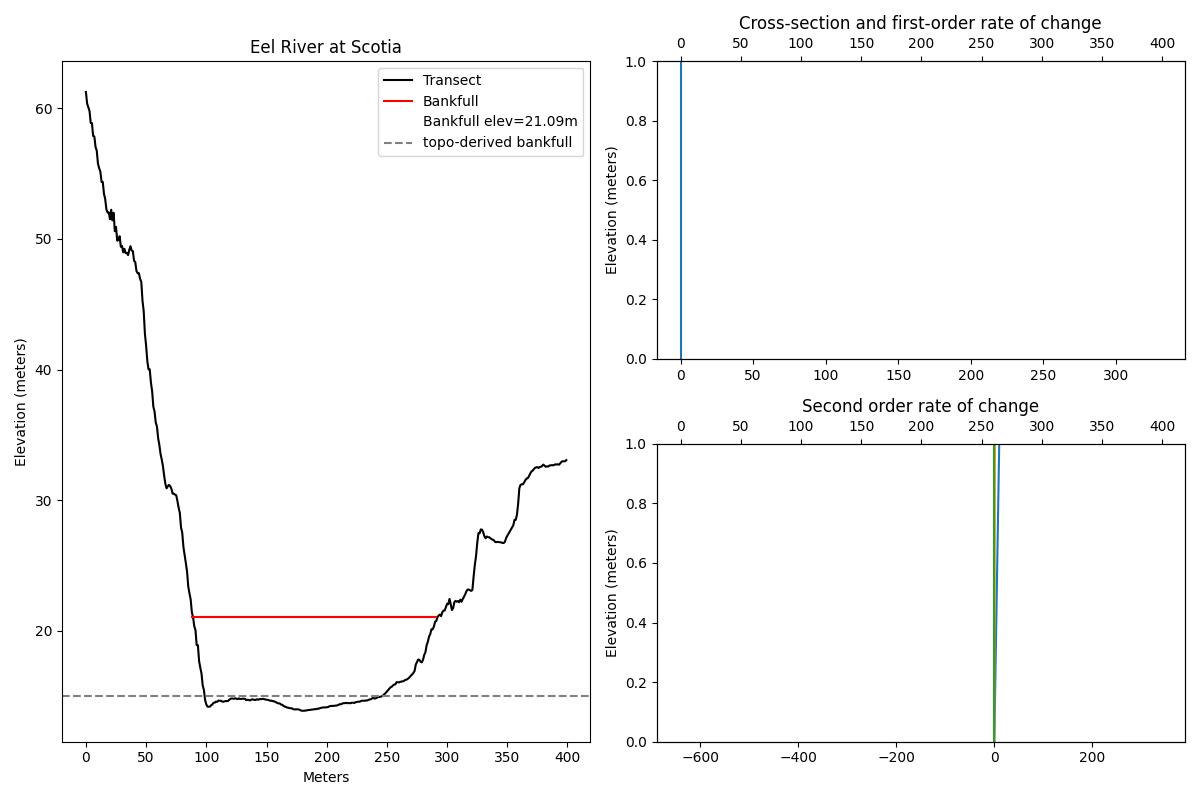 Eel River at Scotia
Transect
Bankfull
Bankfull elev=21.09m
topo-derived bankfull
Elevation (meters)
60
50
40
30
20
0 50 100 150 200 250 300 350 400
Meters
Cross-section and first-order rate of change
0 50 100 150 200 250 300 350 400
Elevation (meters)
1.0
0.8
0.6
0.4
0.2
0.0
0 50 100 150 200 250 300
Second order rate of change
0 50 100 150 200 250 300 350 400
Elevation (meters)
1.0
0.8
0.6
0.4
0.2
0.0
−600 −400 −200 0 200